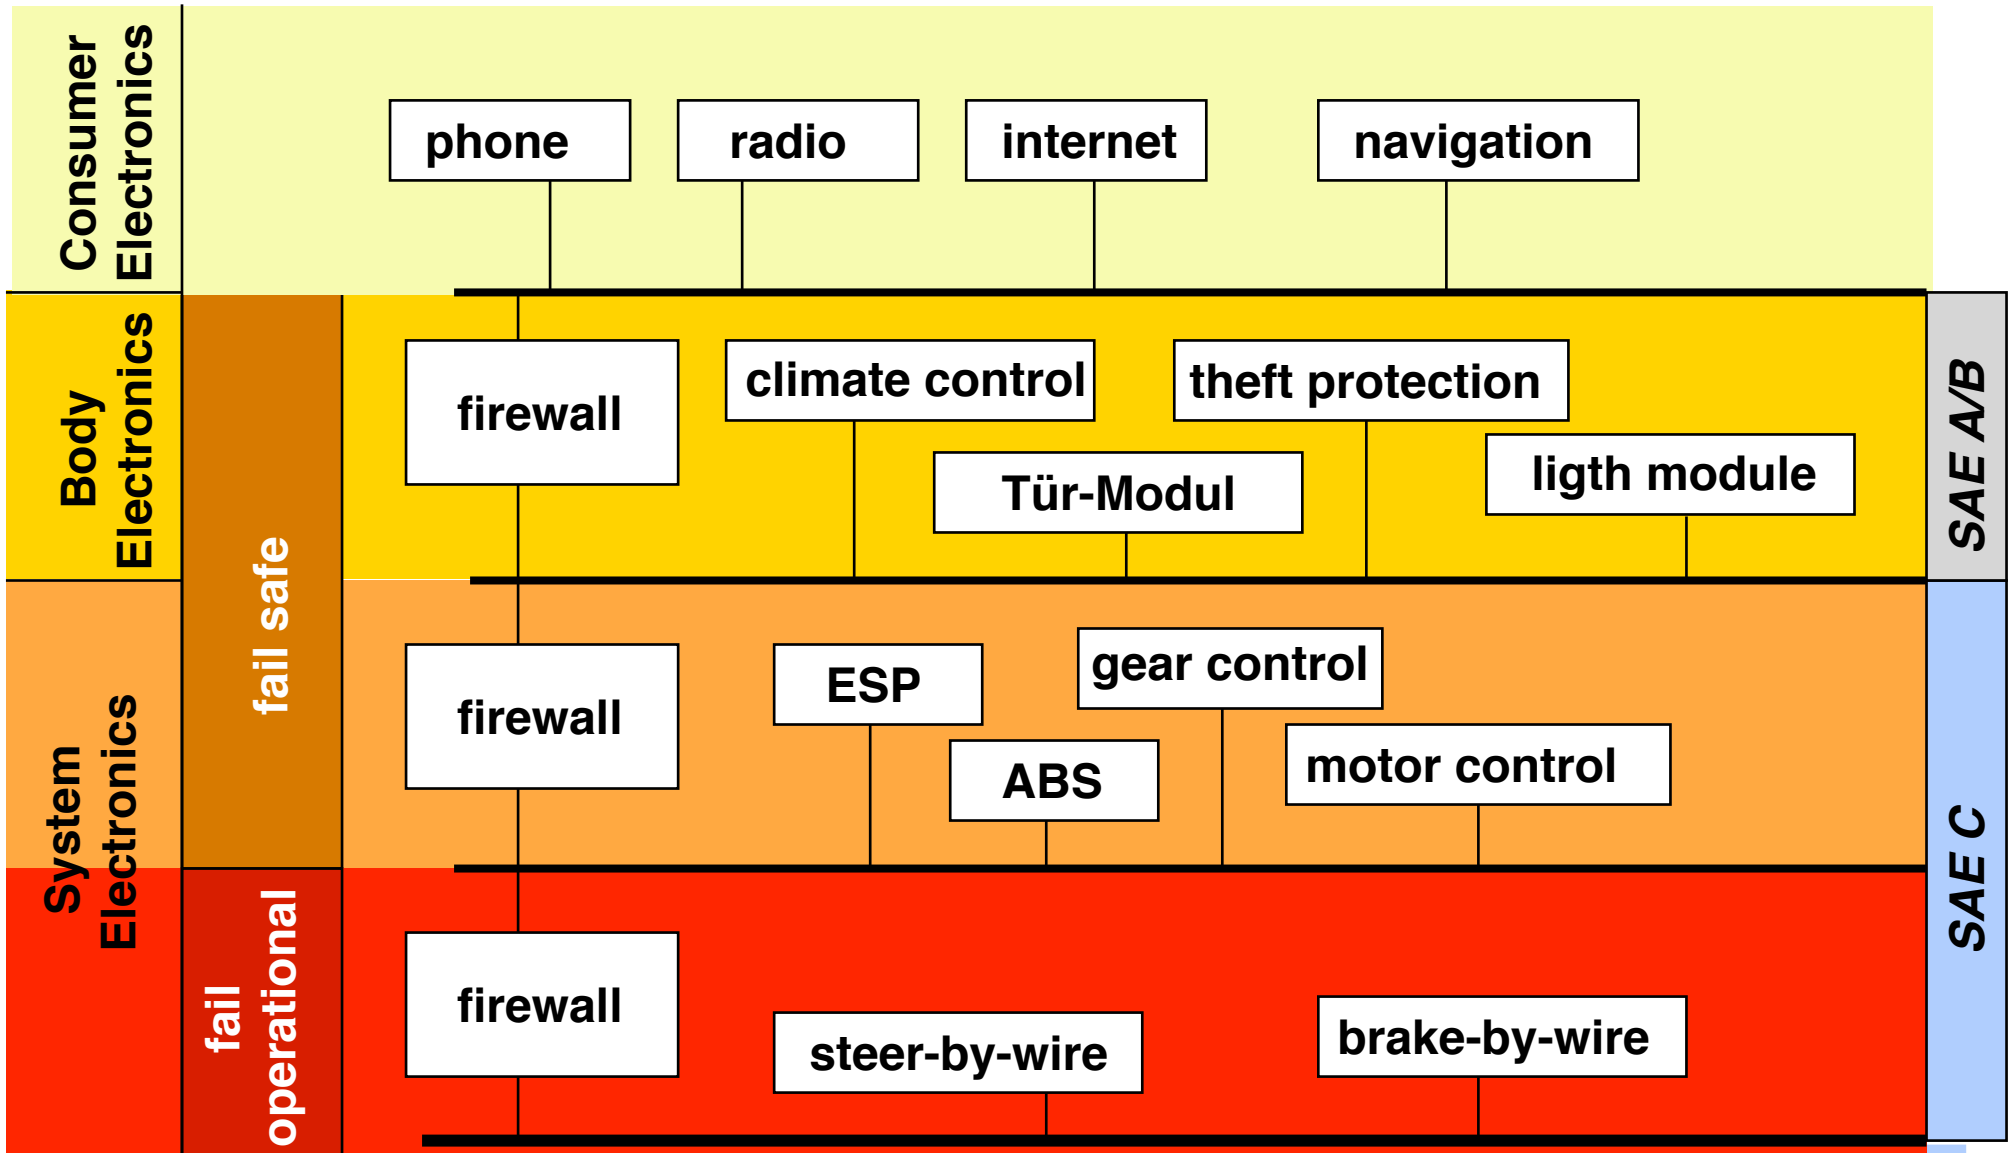 Consumer
Electronics
phone
radio
internet
navigation
Body
Electronics
fail safe
firewall
climate control
theft protection
Tür-Modul
ligth module
SAE A/B
System
Electronics
firewall
ESP
gear control
ABS
motor control
SAE C
fail
operational
firewall
steer-by-wire
brake-by-wire